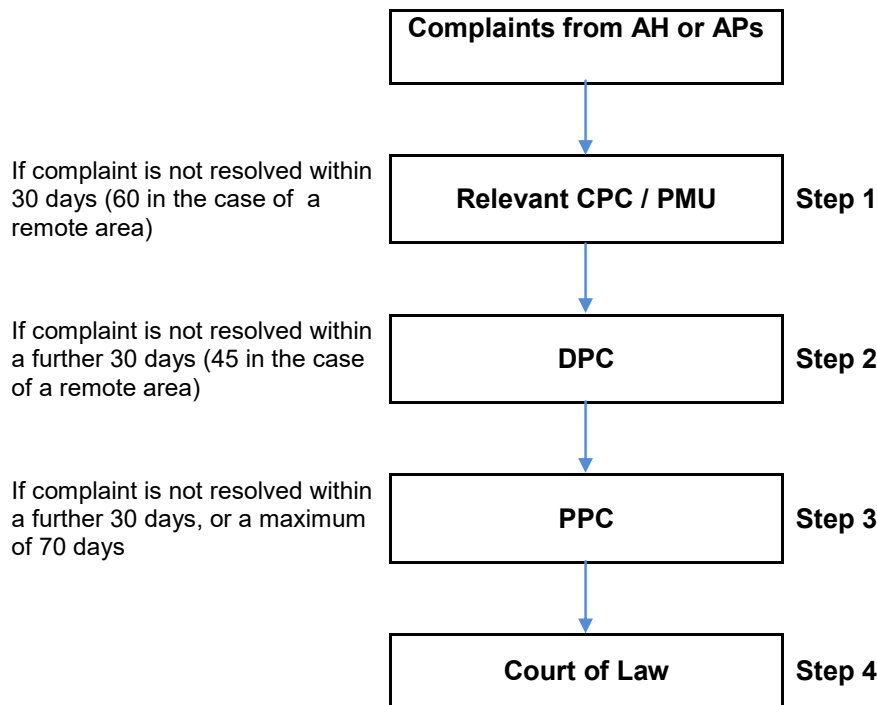 Complaints from AH or APs
If complaint is not resolved within
30 days (60 in the case of a
remote area)
Relevant CPC / PMU
Step 1
If complaint is not resolved within
a further 30 days (45 in the case
of a remote area)
DPC
Step 2
If complaint is not resolved within
a further 30 days, or a maximum
of 70 days
PPC
Step 3
Court of Law
Step 4